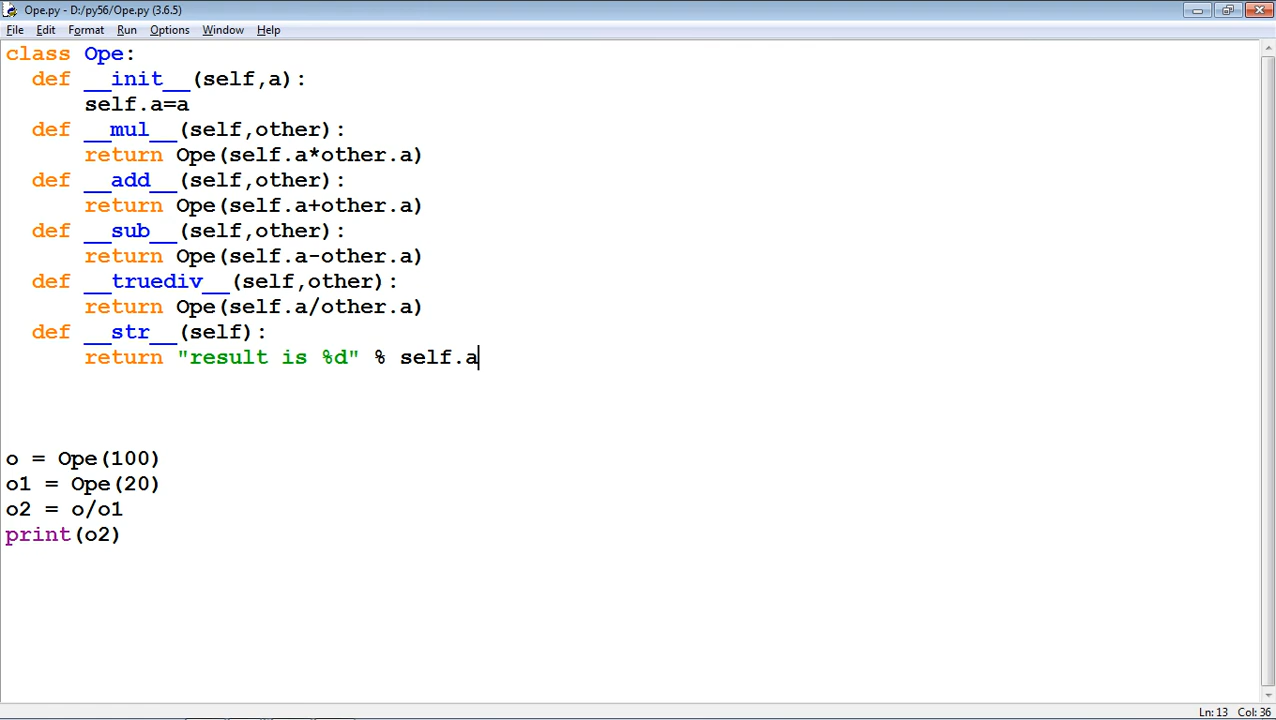 Ope.py - D:/py56/Ope.py (3.6.5)
File Edit Format Run Options Window Help
class Ope:
  def __init__(self,a):
      self.a=a
  def __mul__(self,other):
      return Ope(self.a*other.a)
  def __add__(self,other):
      return Ope(self.a+other.a)
  def __sub__(self,other):
      return Ope(self.a-other.a)
  def __truediv__(self,other):
      return Ope(self.a/other.a)
  def __str__(self):
      return "result is %d" % self.a
o = Ope(100)
o1 = Ope(20)
o2 = o/o1
print(o2)
Ln: 13 Col: 36